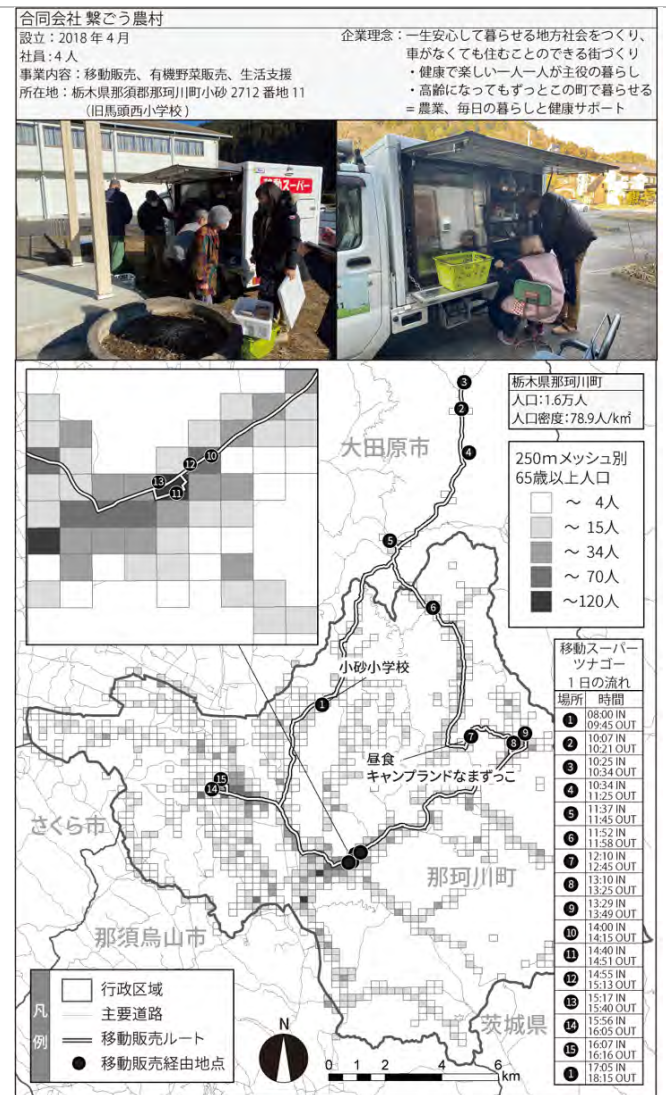 合同会社 繋ごう農村
設立：2018 年 4 月
社員：4 人
事業内容：移動販売、有機野菜販売、生活支援
所在地：栃木県那須郡那珂川町小砂 2712 番地 11
（旧馬頭西小学校）
企業理念：一生安心して暮らせる地方社会をつくり、
車がなくても住むことのできる街づくり
・健康で楽しい一人一人が主役の暮らし
・高齢になってもずっとこの町で暮らせる
= 農業、毎日の暮らしと健康サポート
移動スーパー
栃木県那珂川町
人口：1.6万人
人口密度：78.9人/k㎡
250mメッシュ別
65歳以上人口
～ 4人
～ 15人
～ 34人
～ 70人
～120人
大田原市
小砂小学校
昼食
キャンプランドなまずっこ
さくら市
那珂川町
那須烏山市
茨城県
移動スーパー
ツナゴー
1 日の流れ
場所 時間
1 08:00 IN
09:45 OUT
2 10:07 IN
10:21 OUT
3 10:25 IN
10:34 OUT
4 10:34 IN
11:25 OUT
5 11:37 IN
11:45 OUT
6 11:52 IN
11:58 OUT
7 12:10 IN
12:45 OUT
8 13:10 IN
13:25 OUT
9 13:29 IN
13:49 OUT
10 14:00 IN
14:15 OUT
11 14:40 IN
14:51 OUT
12 14:55 IN
15:13 OUT
13 15:17 IN
15:40 OUT
14 15:56 IN
16:05 OUT
15 16:07 IN
16:16 OUT
1 17:05 IN
18:15 OUT
凡例
行政区域
主要道路
移動販売ルート
移動販売経由地点
N
0 1 2 4 6
km